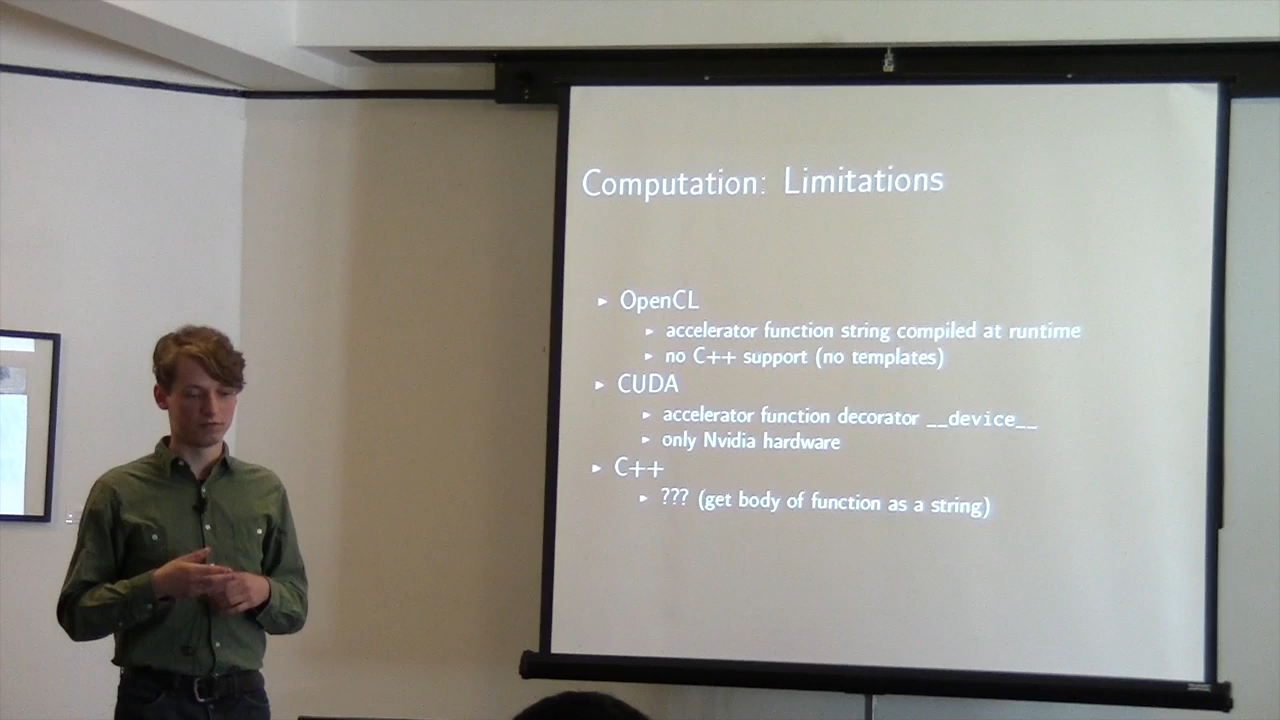 Computation: Limitations
OpenCL
accelerator function string compiled at runtime
no C++ support (no templates)
CUDA
accelerator function decorator __device__
only Nvidia hardware
C++
??? (get body of function as a string)